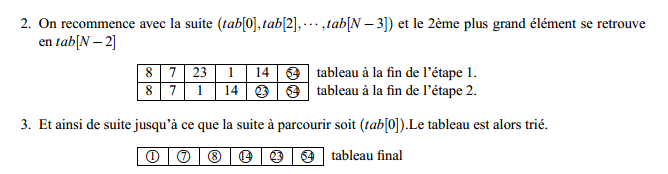 2. On recommence avec la suite (tab[0],tab[2],··· ,tab[N − 3]) et le 2ème plus grand élément se retrouve
en tab[N − 2]
8 7 23 1 14 54 tableau à la fin de l'étape 1.
8 7 1 14 23 54 tableau à la fin de l'étape 2.
3. Et ainsi de suite jusqu'à ce que la suite à parcourir soit (tab[0]).Le tableau est alors trié.
1 7 8 14 23 54 tableau final